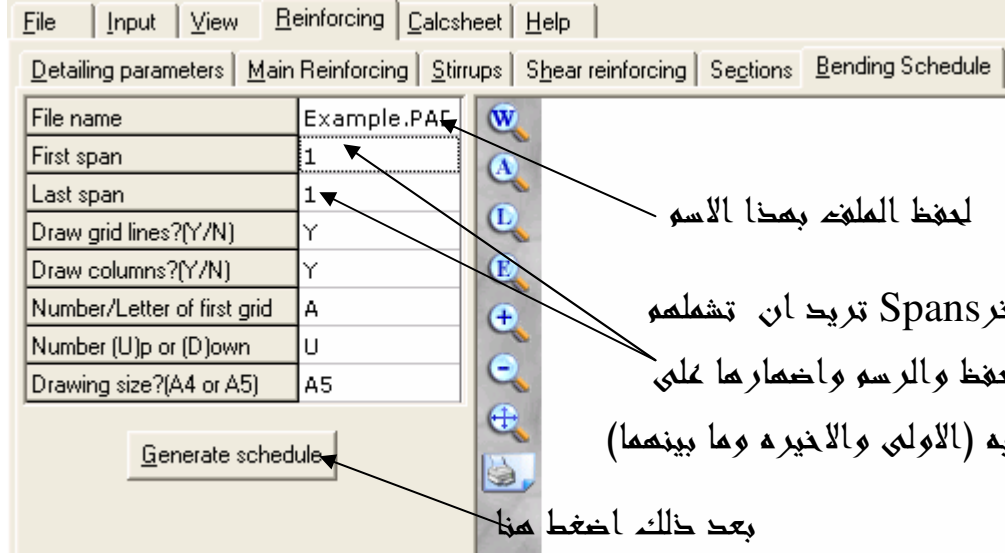 File Input View Reinforcing Calcsheet Help
Detailing parameters Main Reinforcing Stirrups Shear reinforcing Sections Bending Schedule
File name Example.PAF
First span 1
Last span 1
Draw grid lines?(Y/N) Y
Draw columns?(Y/N) Y
Number/Letter of first grid A
Number (U)p or (D)own U
Drawing size?(A4 or A5) A5
Generate schedule
W
A
L
E
لحفظ الملف بهذا الاسم
Spans تريد ان تشملهم
والرسم واضهارها على
(الاولى والاخيره وما بينهما)
بعد ذلك اضغط هنا